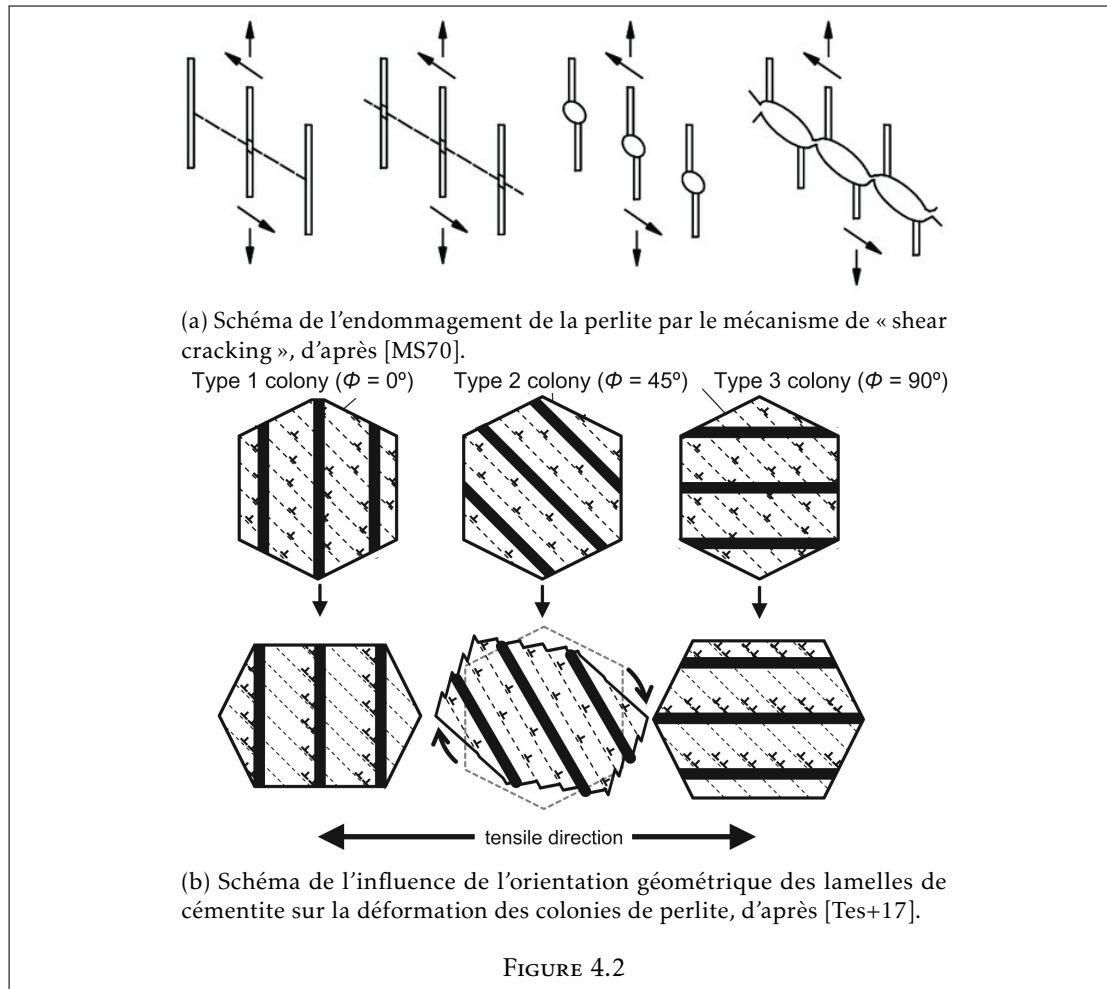 (a) Schéma de l'endommagement de la perlite par le mécanisme de « shear
cracking », d'après [MS70].
Type 1 colony (Φ = 0º) Type 2 colony (Φ = 45º) Type 3 colony (Φ = 90º)
tensile direction
(b) Schéma de l'influence de l'orientation géométrique des lamelles de
cémentite sur la déformation des colonies de perlite, d'après [Tes+17].
FIGURE 4.2